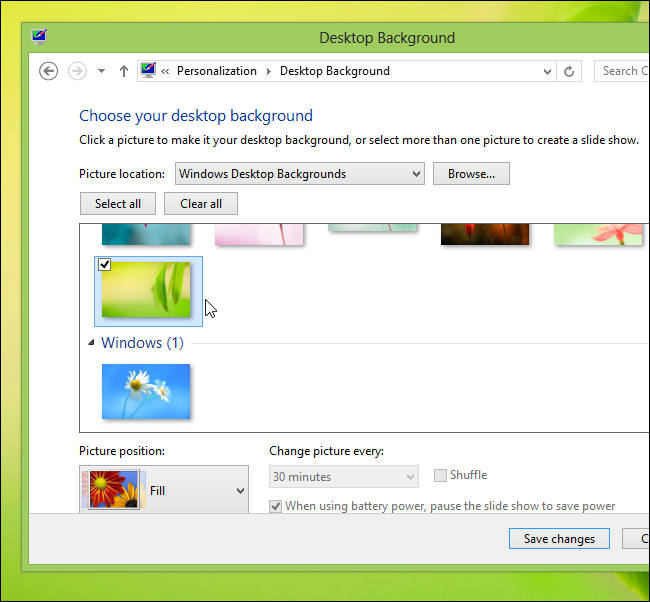 Desktop Background
« Personalization Desktop Background Search C
Choose your desktop background
Click a picture to make it your desktop background, or select more than one picture to create a slide show.
Picture location: Windows Desktop Backgrounds Browse...
Select all Clear all
Windows (1)
Picture position: Change picture every:
Fill 30 minutes Shuffle
When using battery power, pause the slide show to save power
Save changes C